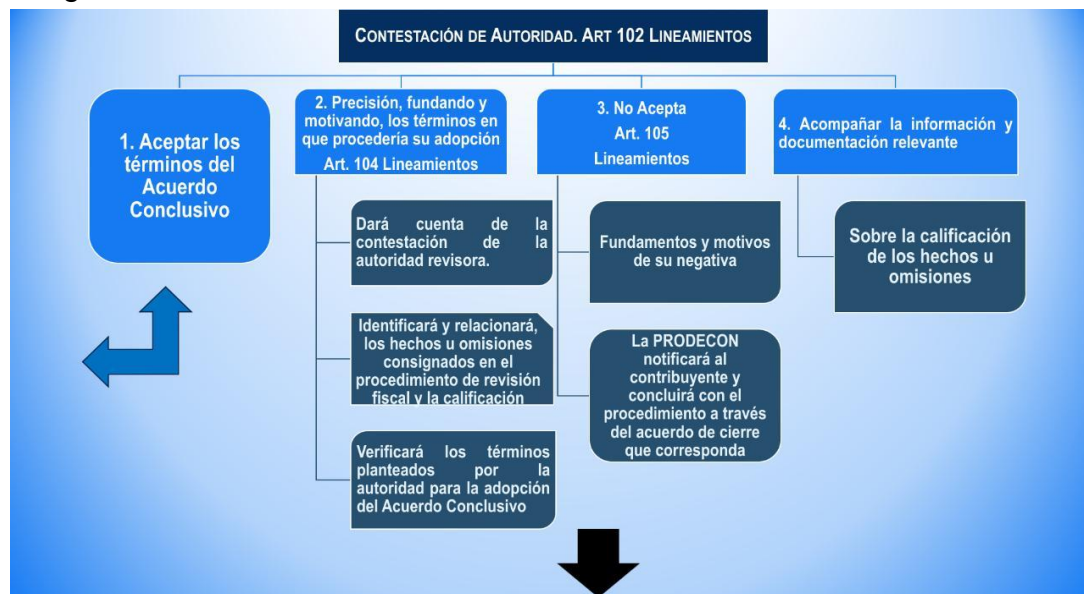 CONTESTACIÓN DE AUTORIDAD. ART 102 LINEAMIENTOS
1. Aceptar los
términos del
Acuerdo
Conclusivo
2. Precisión, fundando y
motivando, los términos en
que procedería su adopción
Art. 104 Lineamientos
Dará cuenta de la
contestación de la
autoridad revisora.
Identificará y relacionará,
los hechos u omisiones
consignados en el
procedimiento de revisión
fiscal y la calificación
Verificará los términos
planteados por la
autoridad para la adopción
del Acuerdo Conclusivo
3. No Acepta
Art. 105
Lineamientos
Fundamentos y motivos
de su negativa
La PRODECON
notificará al
contribuyente y
concluirá con el
procedimiento a través
del acuerdo de cierre
que corresponda
4. Acompañar la información y
documentación relevante
Sobre la calificación
de los hechos u
omisiones